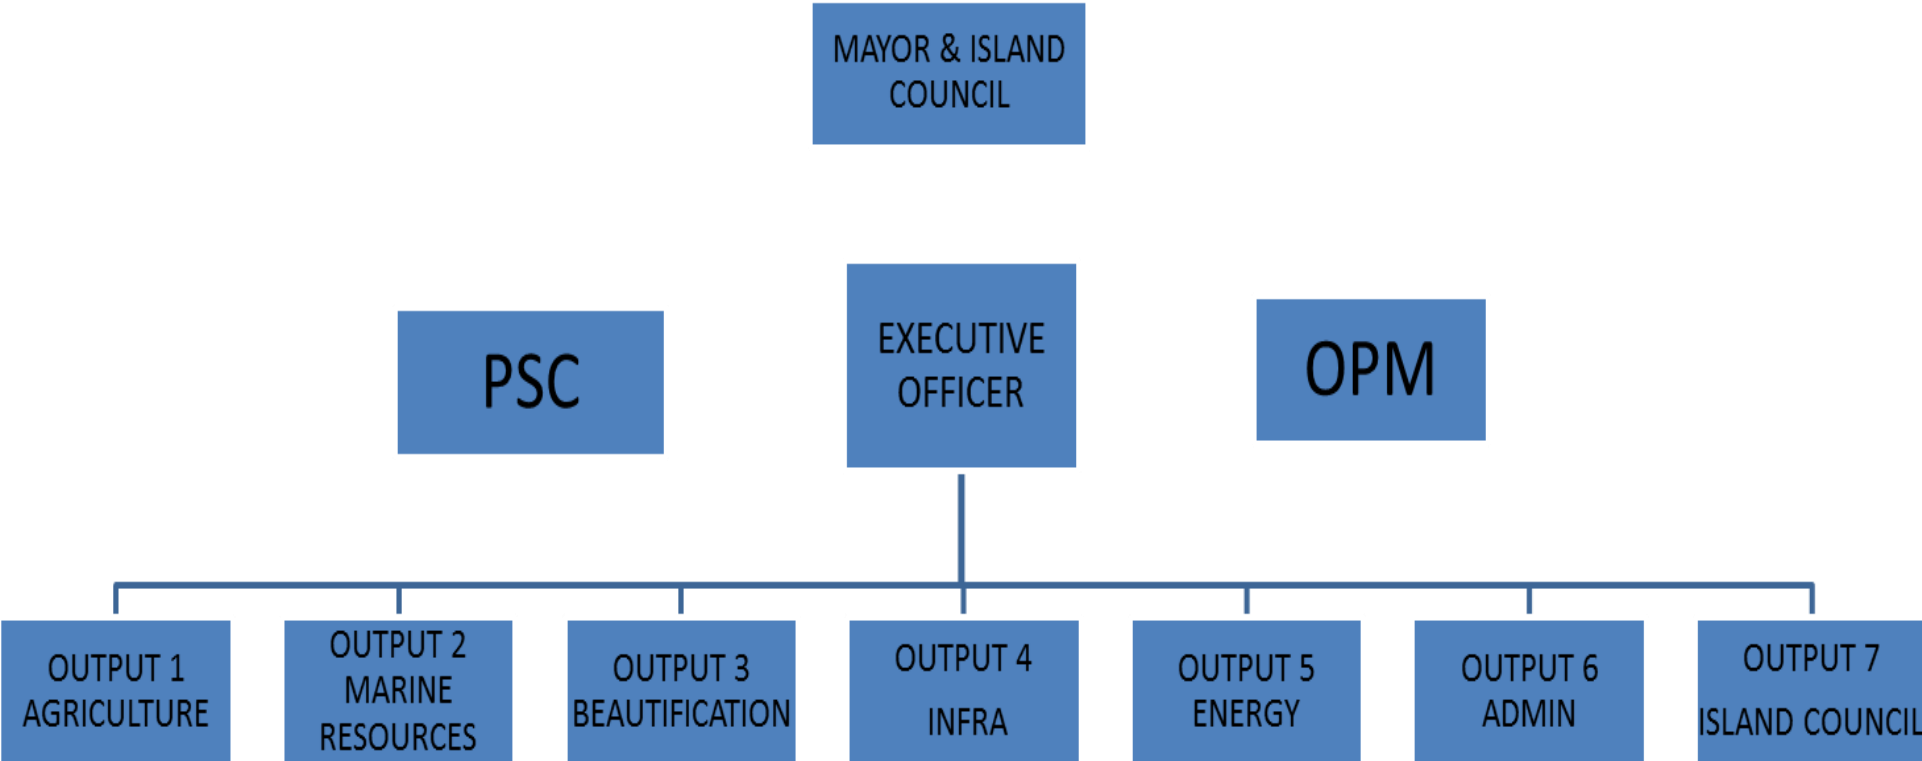 MAYOR & ISLAND
COUNCIL
PSC
EXECUTIVE
OFFICER
OPM
OUTPUT 1
AGRICULTURE
OUTPUT 2
MARINE
RESOURCES
OUTPUT 3
BEAUTIFICATION
OUTPUT 4
INFRA
OUTPUT 5
ENERGY
OUTPUT 6
ADMIN
OUTPUT 7
ISLAND COUNCIL